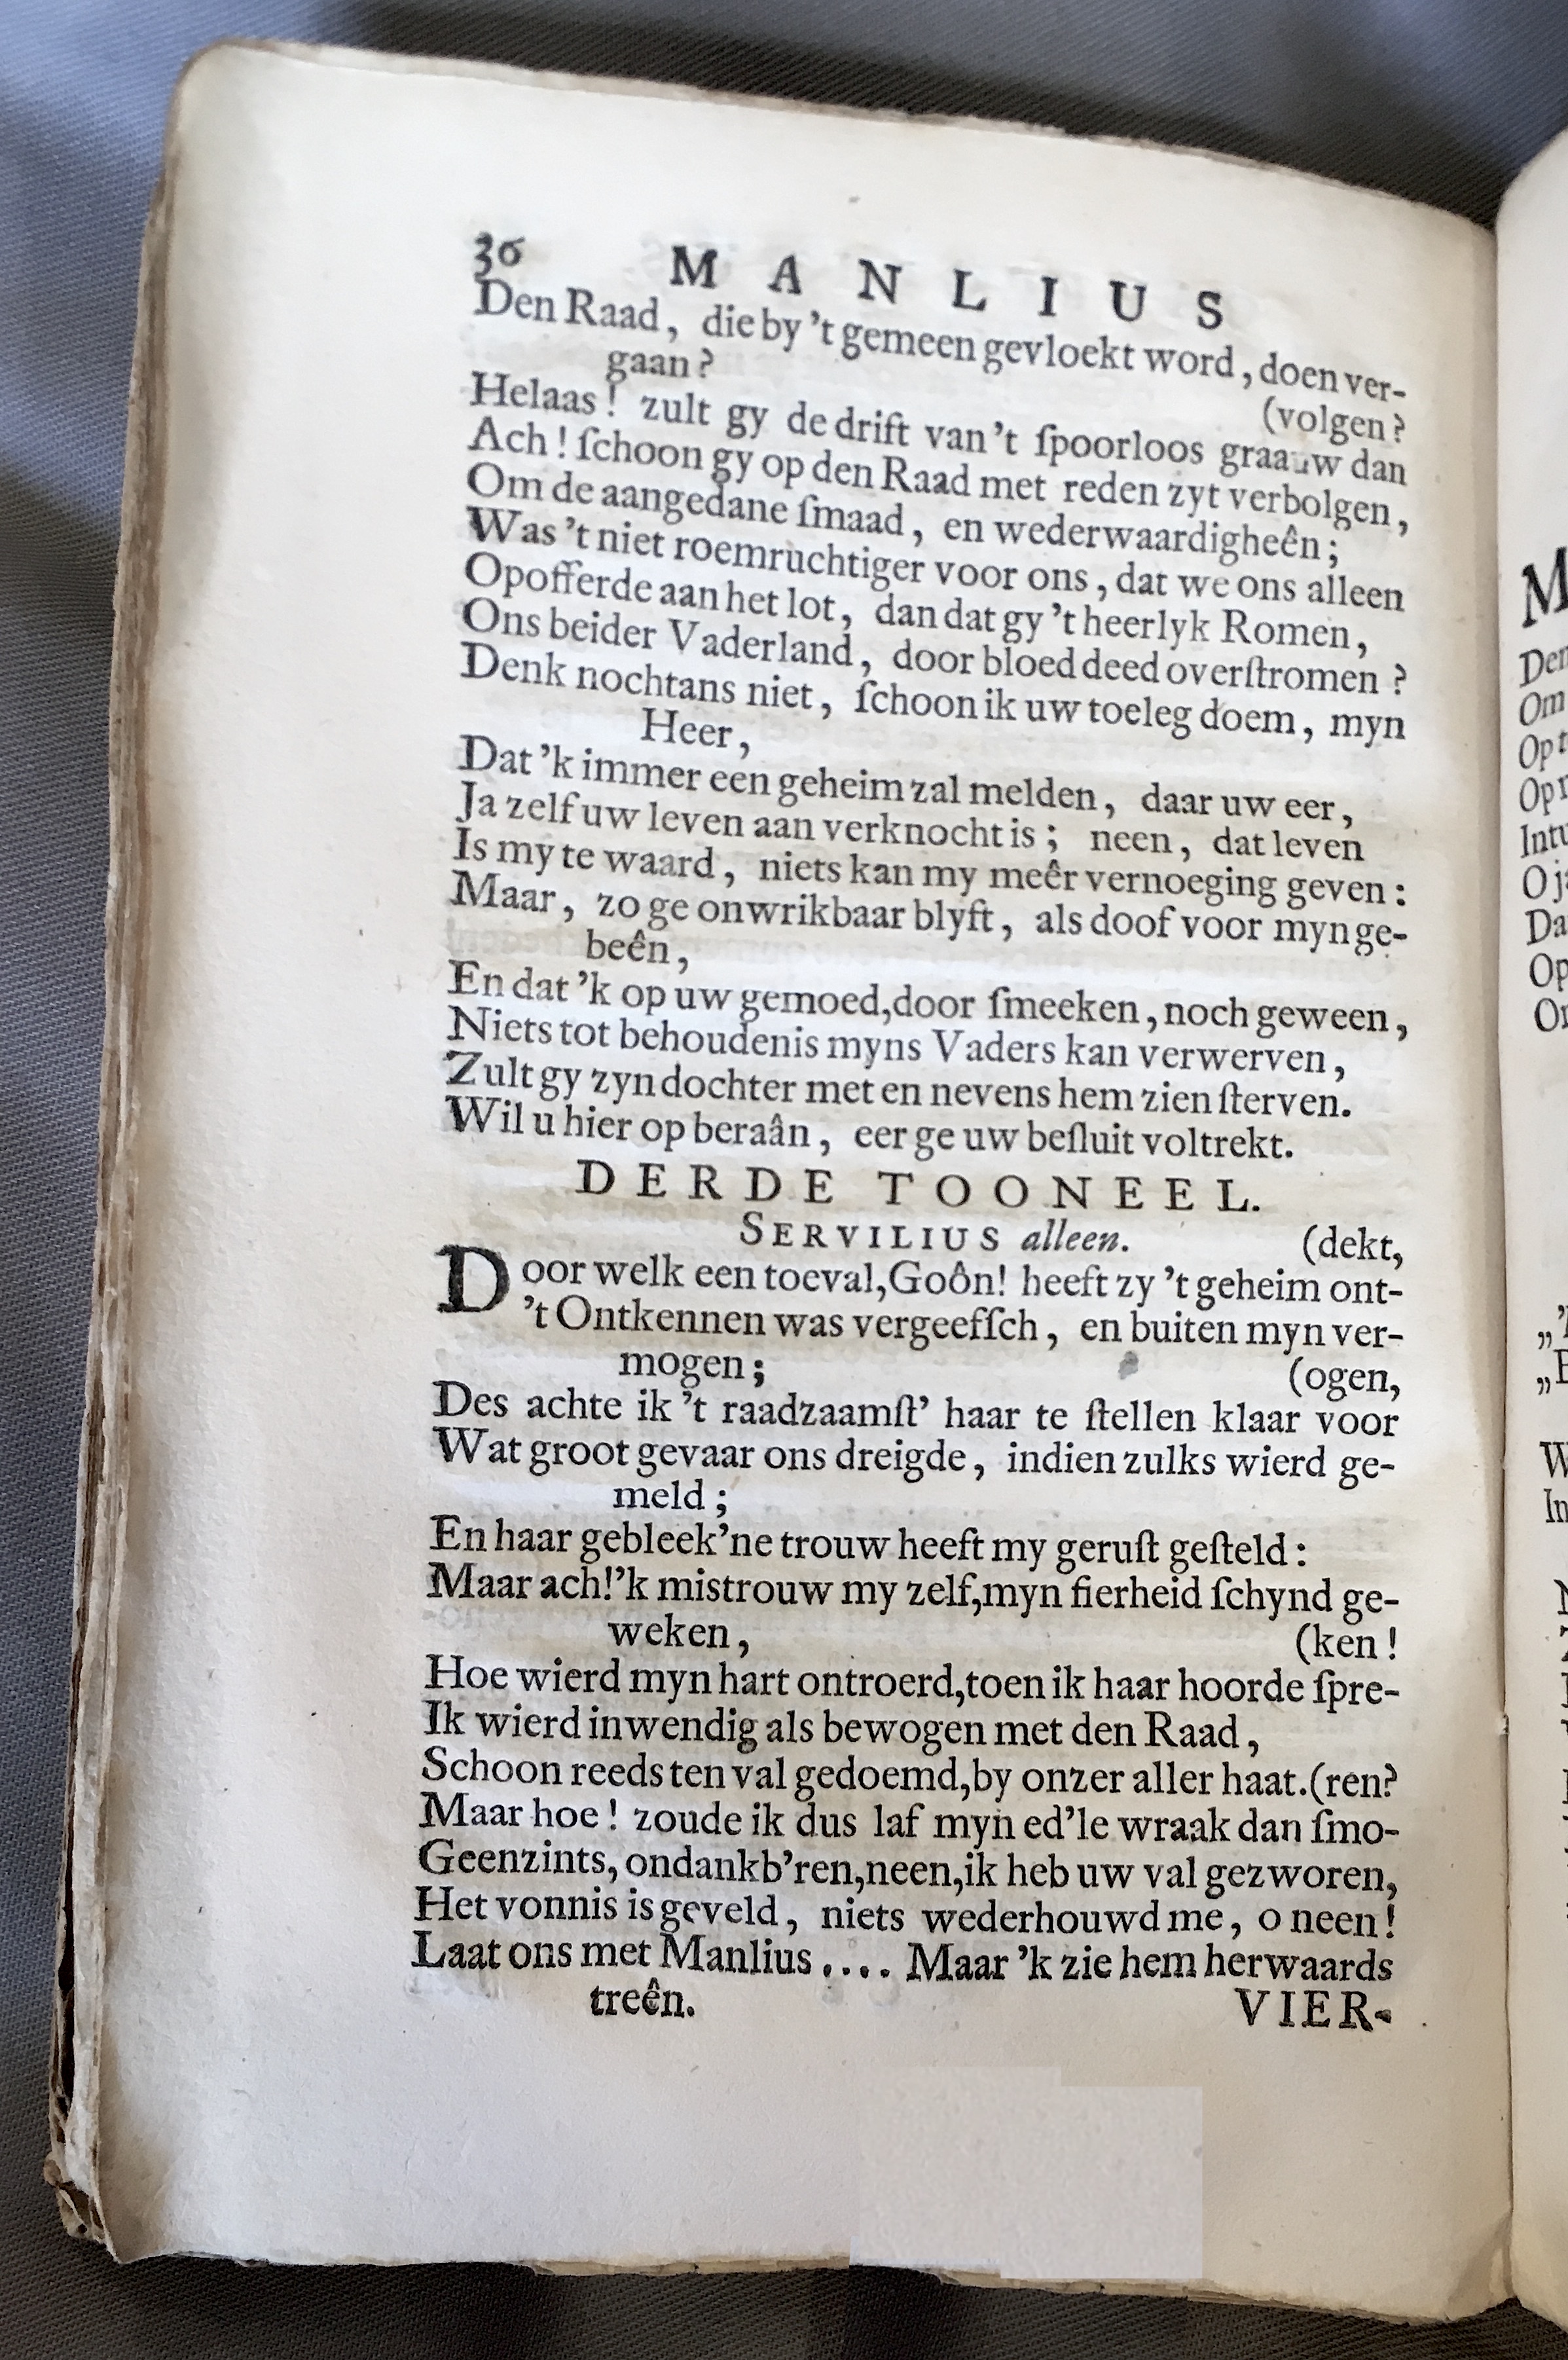 36 MANLIUS
Den Raad, die by 't gemeen gevloekt word, doen ver-
gaan? (volgen?
Helaas! zult gy de drift van 't ſpoorloos graauw dan
Ach! ſchoon gy op den Raad met reden zyt verbolgen,
Om de aangedane ſmaad, en wederwaardigheên;
Was 't niet roemruchtiger voor ons, dat we ons alleen
Opofferde aan het lot, dan dat gy 't heerlyk Romen,
Ons beider Vaderland, door bloed deed overſtromen?
Denk nochtans niet, ſchoon ik uw toeleg doem, myn
Heer,
Dat 'k immer een geheim zal melden, daar uw eer,
Ja zelf uw leven aan verknocht is; neen, dat leven
Is my te waard, niets kan my meêr vernoeging geven:
Maar, zo ge onwrikbaar blyft, als doof voor myn ge-
beên,
En dat 'k op uw gemoed, door ſmeeken, noch geween,
Niets tot behoudenis myns Vaders kan verwerven,
Zult gy zyn dochter met en nevens hem zien ſterven.
Wil u hier op beraân, eer ge uw beſluit voltrekt.
DERDE TOONEEL.
SERVILIUS alleen. (dekt,
Door welk een toeval, Goôn! heeft zy 't geheim ont-
't Ontkennen was vergeefſch, en buiten myn ver-
mogen; (ogen,
Des achte ik 't raadzaamſt' haar te ſtellen klaar voor
Wat groot gevaar ons dreigde, indien zulks wierd ge-
meld;
En haar gebleek'ne trouw heeft my geruſt geſteld:
Maar ach! 'k mistrouw my zelf, myn fierheid ſchynd ge-
weken, (ken!
Hoe wierd myn hart ontroerd, toen ik haar hoorde ſpre-
Ik wierd inwendig als bewogen met den Raad,
Schoon reeds ten val gedoemd, by onzer aller haat. (ren?
Maar hoe! zoude ik dus laf myn ed'le wraak dan ſmo-
Geenzints, ondankb'ren, neen, ik heb uw val gezworen,
Het vonnis is geveld, niets wederhouwd me, o neen!
Laat ons met Manlius .... Maar 'k zie hem herwaards
treên. VIER-